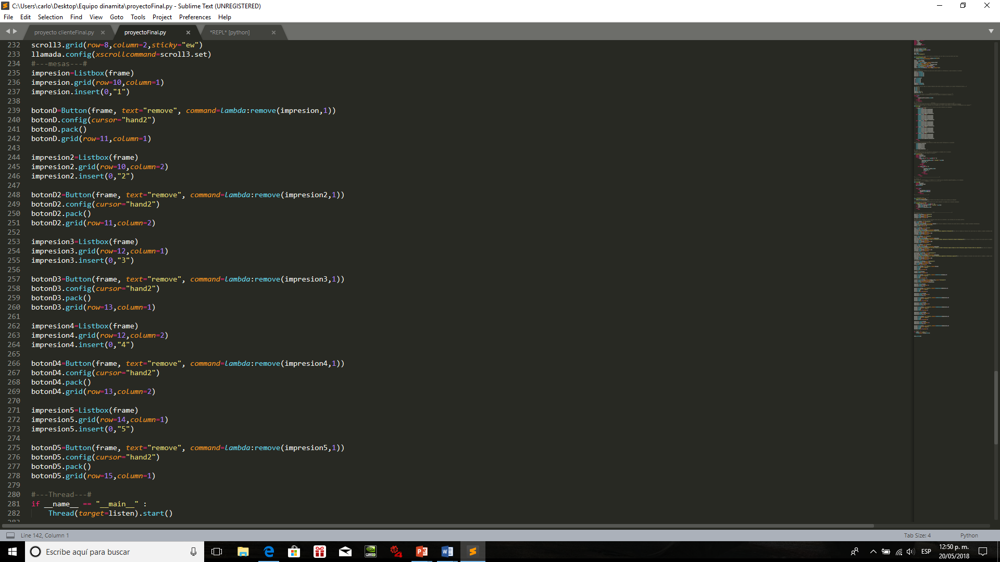 C:\Users\carlo\Desktop\Equipo dinamita\proyectoFinal.py - Sublime Text (UNREGISTERED)
File Edit Selection Find View Goto Tools Project Preferences Help
proyecto clienteFinal.py × proyectoFinal.py × *REPL* [python] ×
232 scroll3.grid(row=8,column=2,sticky="ew")
233 llamada.config(xscrollcommand=scroll3.set)
234 #---mesas---#
235 impresion=Listbox(frame)
236 impresion.grid(row=10,column=1)
237 impresion.insert(0,"1")
238
239 botonD=Button(frame, text="remove", command=lambda:remove(impresion,1))
240 botonD.config(cursor="hand2")
241 botonD.pack()
242 botonD.grid(row=11,column=1)
243
244 impresion2=Listbox(frame)
245 impresion2.grid(row=10,column=2)
246 impresion2.insert(0,"2")
247
248 botonD2=Button(frame, text="remove", command=lambda:remove(impresion2,1))
249 botonD2.config(cursor="hand2")
250 botonD2.pack()
251 botonD2.grid(row=11,column=2)
252
253 impresion3=Listbox(frame)
254 impresion3.grid(row=12,column=1)
255 impresion3.insert(0,"3")
256
257 botonD3=Button(frame, text="remove", command=lambda:remove(impresion3,1))
258 botonD3.config(cursor="hand2")
259 botonD3.pack()
260 botonD3.grid(row=13,column=1)
261
262 impresion4=Listbox(frame)
263 impresion4.grid(row=12,column=2)
264 impresion4.insert(0,"4")
265
266 botonD4=Button(frame, text="remove", command=lambda:remove(impresion4,1))
267 botonD4.config(cursor="hand2")
268 botonD4.pack()
269 botonD4.grid(row=13,column=2)
270
271 impresion5=Listbox(frame)
272 impresion5.grid(row=14,column=1)
273 impresion5.insert(0,"5")
274
275 botonD5=Button(frame, text="remove", command=lambda:remove(impresion5,1))
276 botonD5.config(cursor="hand2")
277 botonD5.pack()
278 botonD5.grid(row=15,column=1)
279
280 #---Thread---#
281 if __name__ == "__main__" :
282     Thread(target=listen).start()
283
Line 142, Column 1 Tab Size: 4 Python
Escribe aquí para buscar ESP 12:50 p. m.
20/05/2018